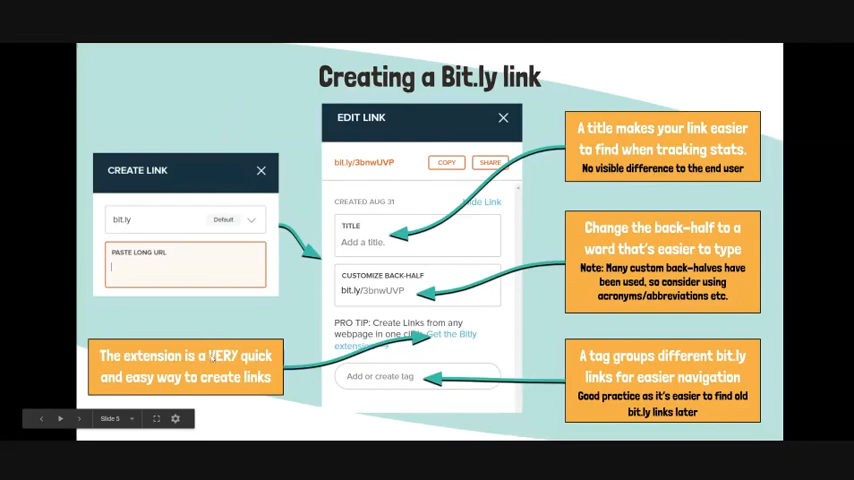 Creating a Bit.ly link
CREATE LINK
bit.ly
Default
PASTE LONG URL
EDIT LINK
bit.ly/3bnwUVP
COPY
SHARE
CREATED AUG 31
Hide Link
TITLE
Add a title.
CUSTOMIZE BACK-HALF
bit.ly/3bnwUVP
PRO TIP: Create Links from any
webpage in one click. Get the Bitly
extension
Add or create tag
A title makes your link easier
to find when tracking stats.
No visible difference to the end user
Change the back-half to a
word that's easier to type
Note: Many custom back-halves have
been used, so consider using
acronyms/abbreviations etc.
The extension is a VERY quick
and easy way to create links
A tag groups different bit.ly
links for easier navigation
Good practice as it's easier to find old
bit.ly links later
Slide 5